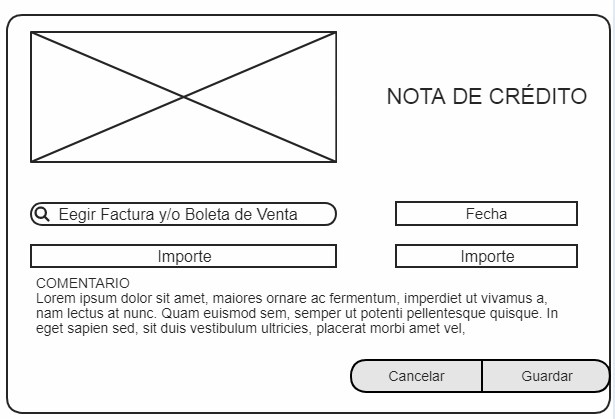 NOTA DE CRÉDITO
Eegir Factura y/o Boleta de Venta
Fecha
Importe
Importe
COMENTARIO
Lorem ipsum dolor sit amet, maiores ornare ac fermentum, imperdiet ut vivamus a,
nam lectus at nunc. Quam euismod sem, semper ut potenti pellentesque quisque. In
eget sapien sed, sit duis vestibulum ultricies, placerat morbi amet vel,
Cancelar
Guardar